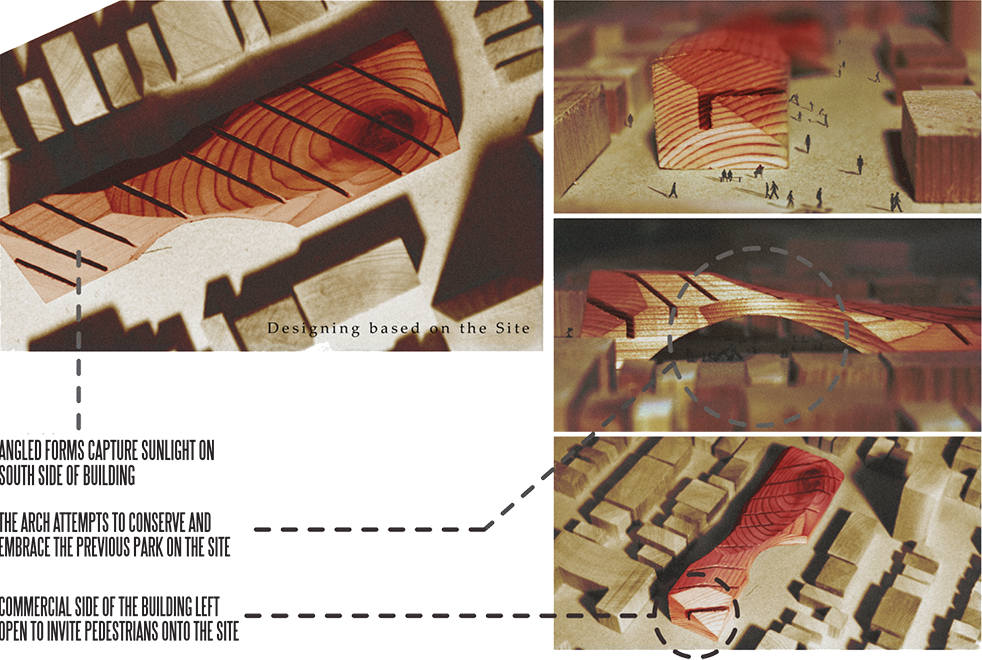 Designing based on the Site
ANGLED FORMS CAPTURE SUNLIGHT ON
SOUTH SIDE OF BUILDING
THE ARCH ATTEMPTS TO CONSERVE AND
EMBRACE THE PREVIOUS PARK ON THE SITE
COMMERCIAL SIDE OF THE BUILDING LEFT
OPEN TO INVITE PEDESTRIANS ONTO THE SITE